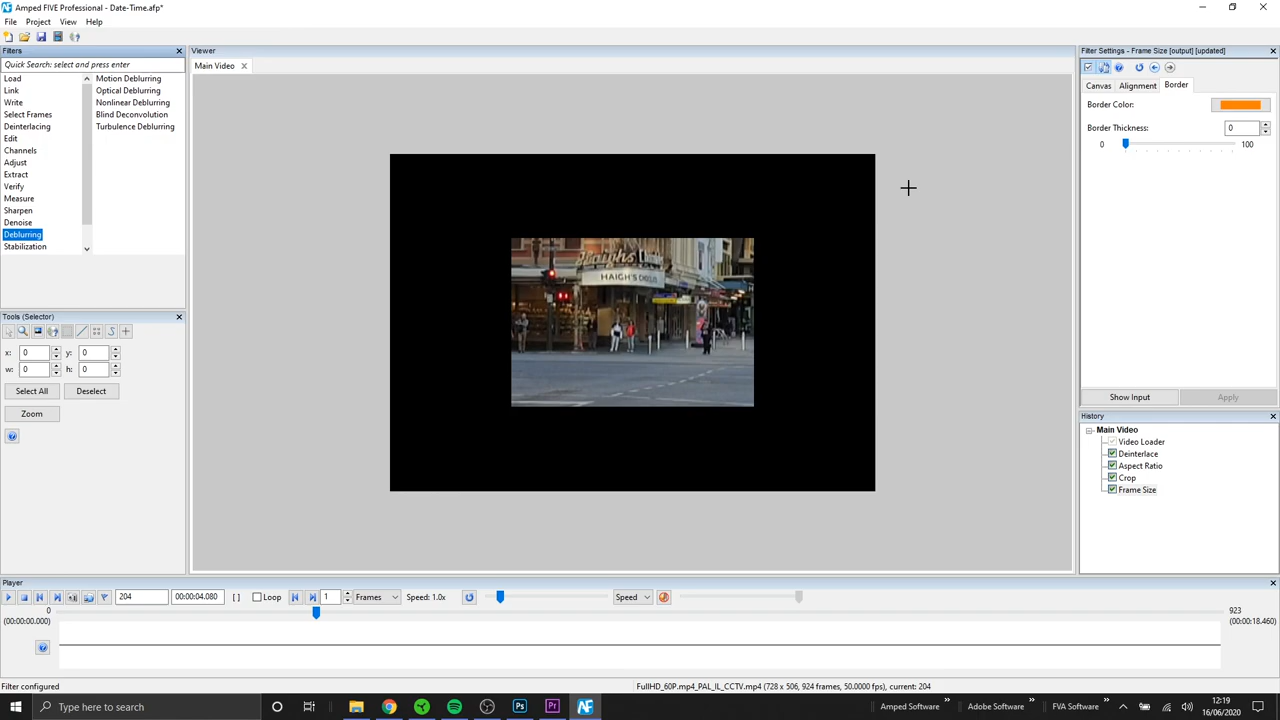 Amped FIVE Professional - Date-Time.afp*
File Project View Help
Filters
Quick Search: select and press enter
Load
Link
Write
Select Frames
Deinterlacing
Edit
Channels
Adjust
Extract
Verify
Measure
Sharpen
Denoise
Deblurring
Stabilization
Motion Deblurring
Optical Deblurring
Nonlinear Deblurring
Blind Deconvolution
Turbulence Deblurring
Tools (Selector)
x: 0 y: 0
w: 0 h: 0
Select All Deselect
Zoom
Viewer
Main Video
Haighs
HAIGH'S
Filter Settings - Frame Size [output] [updated]
Canvas Alignment Border
Border Color:
Border Thickness: 0
0 100
Show Input Apply
History
Main Video
Video Loader
Deinterlace
Aspect Ratio
Crop
Frame Size
Player
204 00:00:04.080 [ ] Loop 1 Frames Speed: 1.0x Speed
0 923
(00:00:00.000) (00:00:18.460)
Filter configured FullHD_60P.mp4_PAL_IL_CCTV.mp4 (728 x 506, 924 frames, 50.0000 fps), current: 204
Type here to search
Ps
Pr
AF
Amped Software
Adobe Software
FVA Software
12:19
16/06/2020